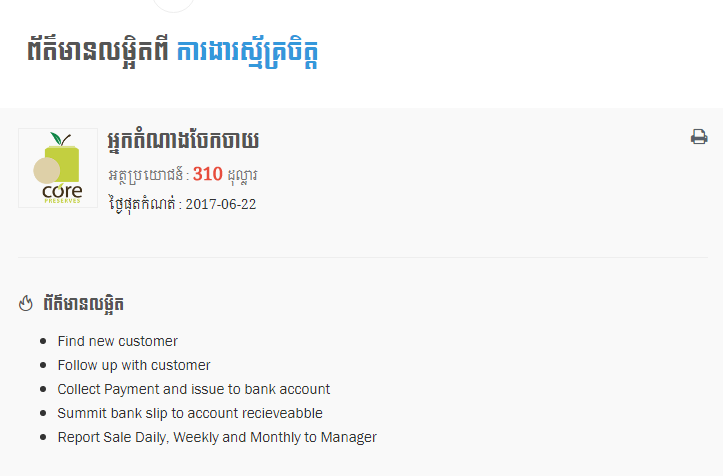 ព័ត៌មានលម្អិតពី ការងារស្ម័គ្រចិត្ត
core
PRESERVES
អ្នកតំណាងចែកចាយ
អត្ថប្រយោជន៍ : 310 ដុល្លារ
ថ្ងៃផុតកំណត់ : 2017-06-22
ព័ត៌មានលម្អិត
Find new customer
Follow up with customer
Collect Payment and issue to bank account
Summit bank slip to account recieveabble
Report Sale Daily, Weekly and Monthly to Manager